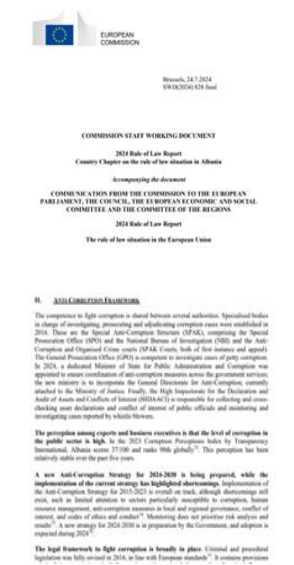 EUROPEAN
COMMISSION
Brussels, 24.7.2024
SWD(2024) 828 final
COMMISSION STAFF WORKING DOCUMENT
2024 Rule of Law Report
Country Chapter on the rule of law situation in Albania
Accompanying the document
COMMUNICATION FROM THE COMMISSION TO THE EUROPEAN
PARLIAMENT, THE COUNCIL, THE EUROPEAN ECONOMIC AND SOCIAL
COMMITTEE AND THE COMMITTEE OF THE REGIONS
2024 Rule of Law Report
The rule of law situation in the European Union
II. ANTI-CORRUPTION FRAMEWORK
The competence to fight corruption is shared between several authorities. Specialised bodies
in charge of investigating, prosecuting and adjudicating corruption cases were established in
2016. These are the Special Anti-Corruption Structure (SPAK), comprising the Special
Prosecution Office (SPO) and the National Bureau of Investigation (NBI) and the Anti-
Corruption and Organised Crime courts (SPAK Courts, both of first instance and appeal).
The General Prosecution Office (GPO) is competent to investigate cases of petty corruption.
In 2024, a dedicated Minister of State for Public Administration and Corruption was
appointed to ensure coordination of anti-corruption measures across the government services;
the new ministry is to incorporate the General Directorate for Anti-Corruption, currently
attached to the Ministry of Justice. Finally, the High Inspectorate for the Declaration and
Audit of Assets and Conflicts of Interest (HIDAACI) is responsible for collecting and cross-
checking asset declarations and conflict of interest of public officials and monitoring and
investigating cases reported by whistle-blowers.
The perception among experts and business executives is that the level of corruption in
the public sector is high. In the 2023 Corruption Perceptions Index by Transparency
International, Albania scores 37/100 and ranks 98th globally. This perception has been
relatively stable over the past five years.
A new Anti-Corruption Strategy for 2024-2030 is being prepared, while the
implementation of the current strategy has highlighted shortcomings. Implementation of
the Anti-Corruption Strategy for 2015-2023 is overall on track, although shortcomings still
exist, such as limited attention to sectors particularly susceptible to corruption, human
resource management, anti-corruption measures in local and regional governance, conflict of
interest, and codes of ethics and conduct. Monitoring does not prioritise risk analysis and
results. A new strategy for 2024-2030 is in preparation by the Government, and adoption is
expected during 2024.
The legal framework to fight corruption is broadly in place. Criminal and procedural
legislation was fully revised in 2016, in line with European standards. It contains provisions